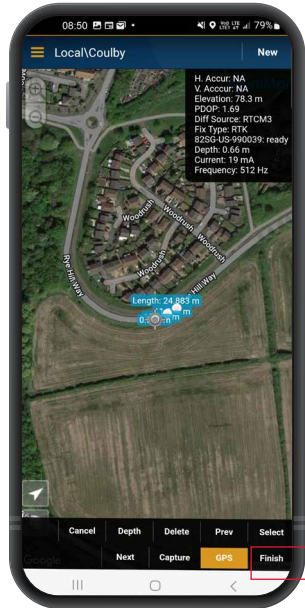 08:50
79%
Local\Coulby
New
H. Accur: NA
V. Accur: NA
Elevation: 78.3 m
PDOP: 1.69
Diff Source: RTCM3
Fix Type: RTK
82SG-US-990039: ready
Depth: 0.66 m
Current: 19 mA
Frequency: 512 Hz
Woodrush
Woodrush
Woodrush
Woodrush
Rye Hill Way
Hill Way
Length: 24.883 m
Cancel Depth Delete Prev Select
Google
Next Capture GPS Finish